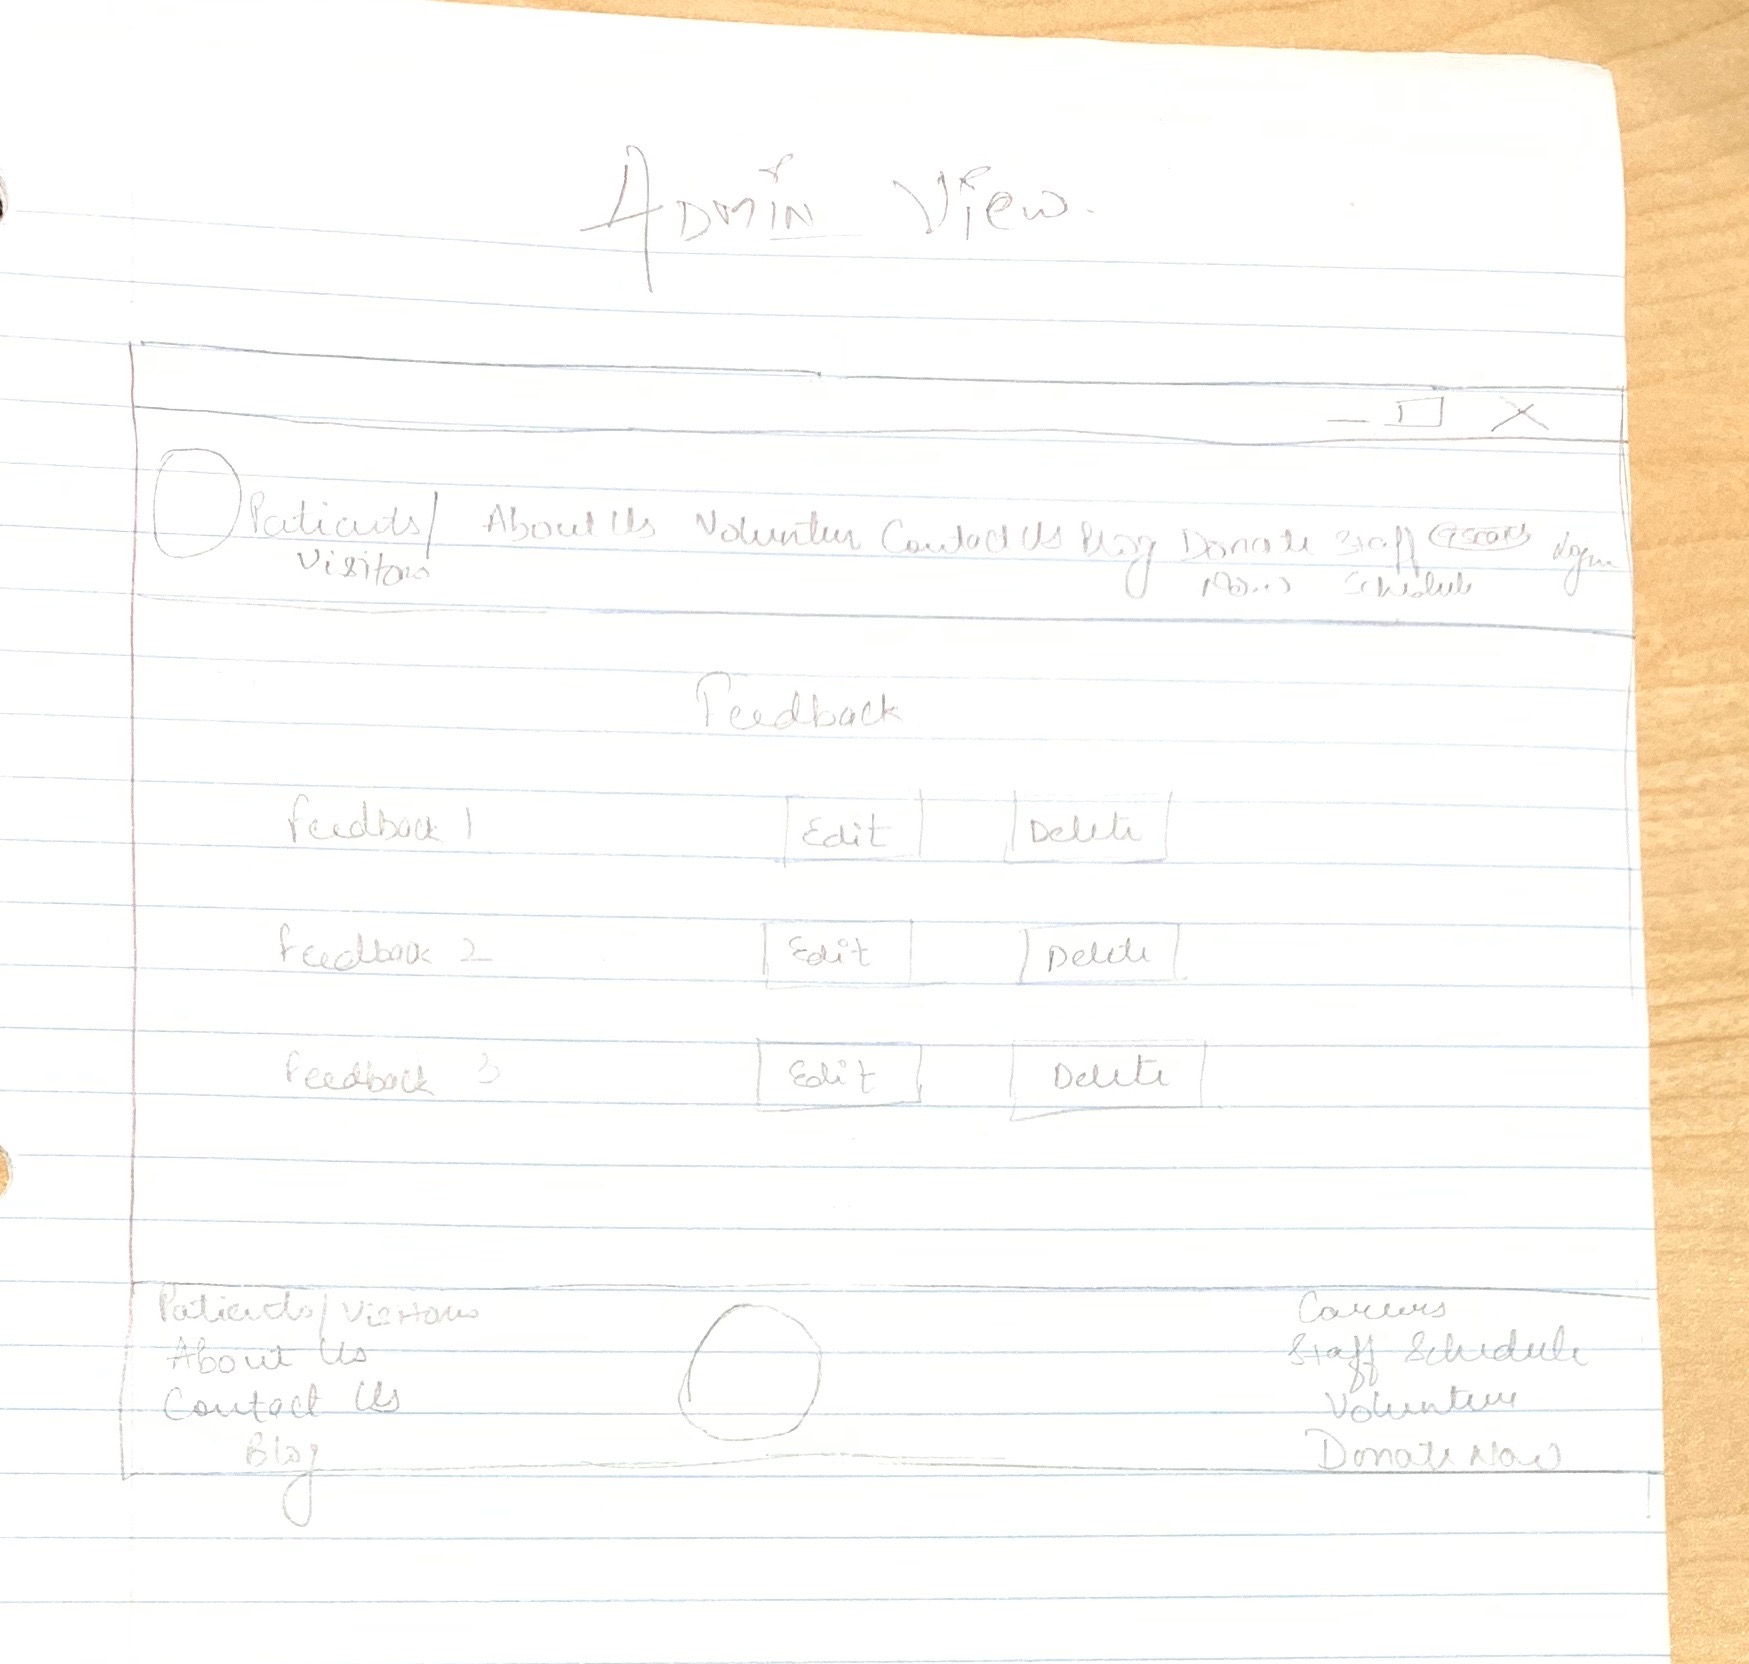 Admin View.
Patients/ About Us Volunteer Contact Us Blog Donate Staff Login
Visitors Schedule
Feedback
Feedback 1 Edit Delete
Feedback 2 Edit Delete
Feedback 3 Edit Delete
Patients/Visitors Careers
About Us Staff Schedule
Contact Us Volunteer
Blog Donate Now